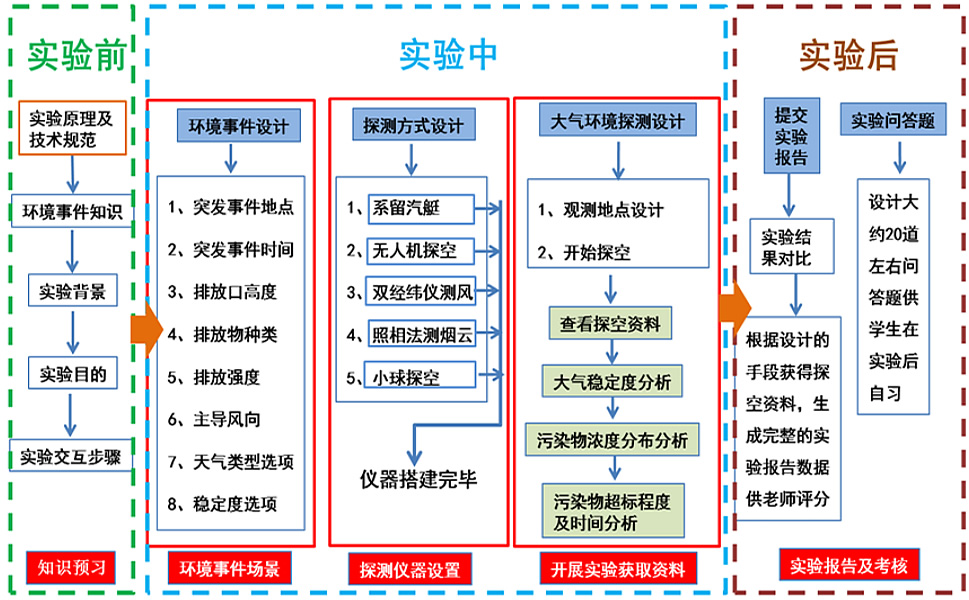 实验前
实验原理及
技术规范
环境事件知识
实验背景
实验目的
实验交互步骤
知识预习
实验中
环境事件设计
1、突发事件地点
2、突发事件时间
3、排放口高度
4、排放物种类
5、排放强度
6、主导风向
7、天气类型选项
8、稳定度选项
环境事件场景
探测方式设计
1、系留汽艇
2、无人机探空
3、双经纬仪测风
4、照相法测烟云
5、小球探空
仪器搭建完毕
探测仪器设置
大气环境探测设计
1、观测地点设计
2、开始探空
查看探空资料
大气稳定度分析
污染物浓度分布分析
污染物超标程度
及时间分析
开展实验获取资料
实验后
提交
实验
报告
实验结
果对比
根据设计的
手段获得探
空资料，生
成完整的实
验报告数据
供老师评分
实验问答题
设计大
约20道
左右问
答题供
学生在
实验后
自习
实验报告及考核